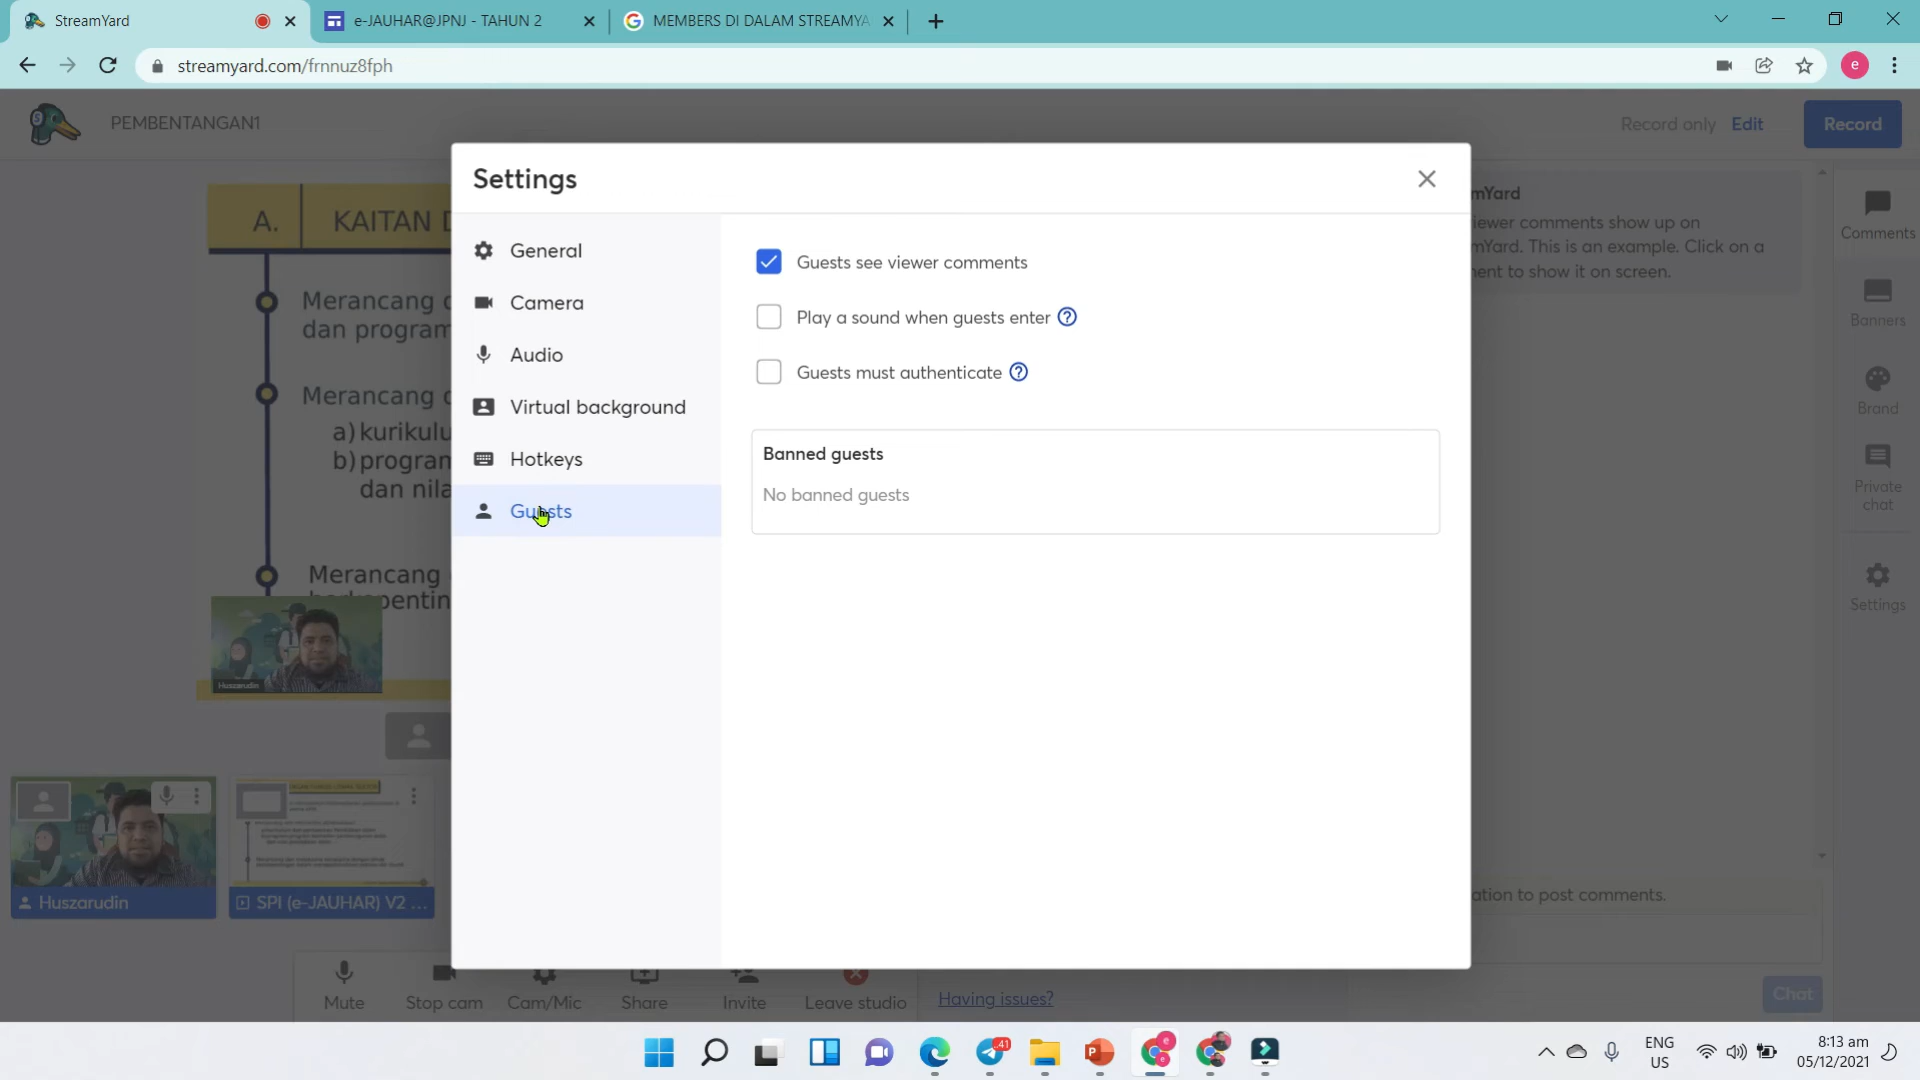 StreamYard
e-JAUHAR@JPNJ - TAHUN 2
MEMBERS DI DALAM STREAMYA
streamyard.com/frnnuz8fph
e
PEMBENTANGAN1
Record only Edit
Record
Settings
General
Camera
Audio
Virtual background
Hotkeys
Guests
Guests see viewer comments
Play a sound when guests enter
Guests must authenticate
Banned guests
No banned guests
A. KAITAN D
Merancang d
dan program
Merancang d
a) kurikulu
b) program
dan nila
Merancang
berkepentin
Huszarudin
mYard
iewer comments show up on
mYard. This is an example. Click on a
ent to show it on screen.
Comments
Banners
Brand
Private
chat
Settings
Huszarudin
SPI (e-JAUHAR) V2 ...
ation to post comments.
Chat
Mute
Stop cam
Cam/Mic
Share
Invite
Leave studio
Having issues?
41
ENG
US
8:13 am
05/12/2021